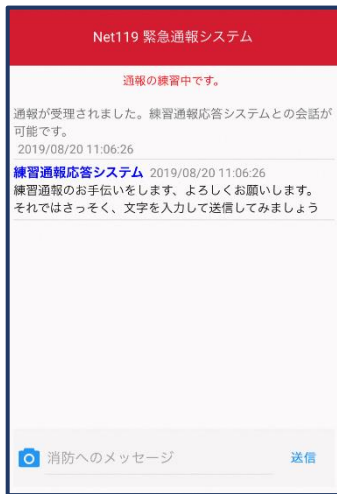 Net119 緊急通報システム
通報の練習中です。
通報が受理されました。練習通報応答システムとの会話が
可能です。
2019/08/20 11:06:26
練習通報応答システム 2019/08/20 11:06:26
練習通報のお手伝いをします、よろしくお願いします。
それではさっそく、文字を入力して送信してみましょう
消防へのメッセージ 送信